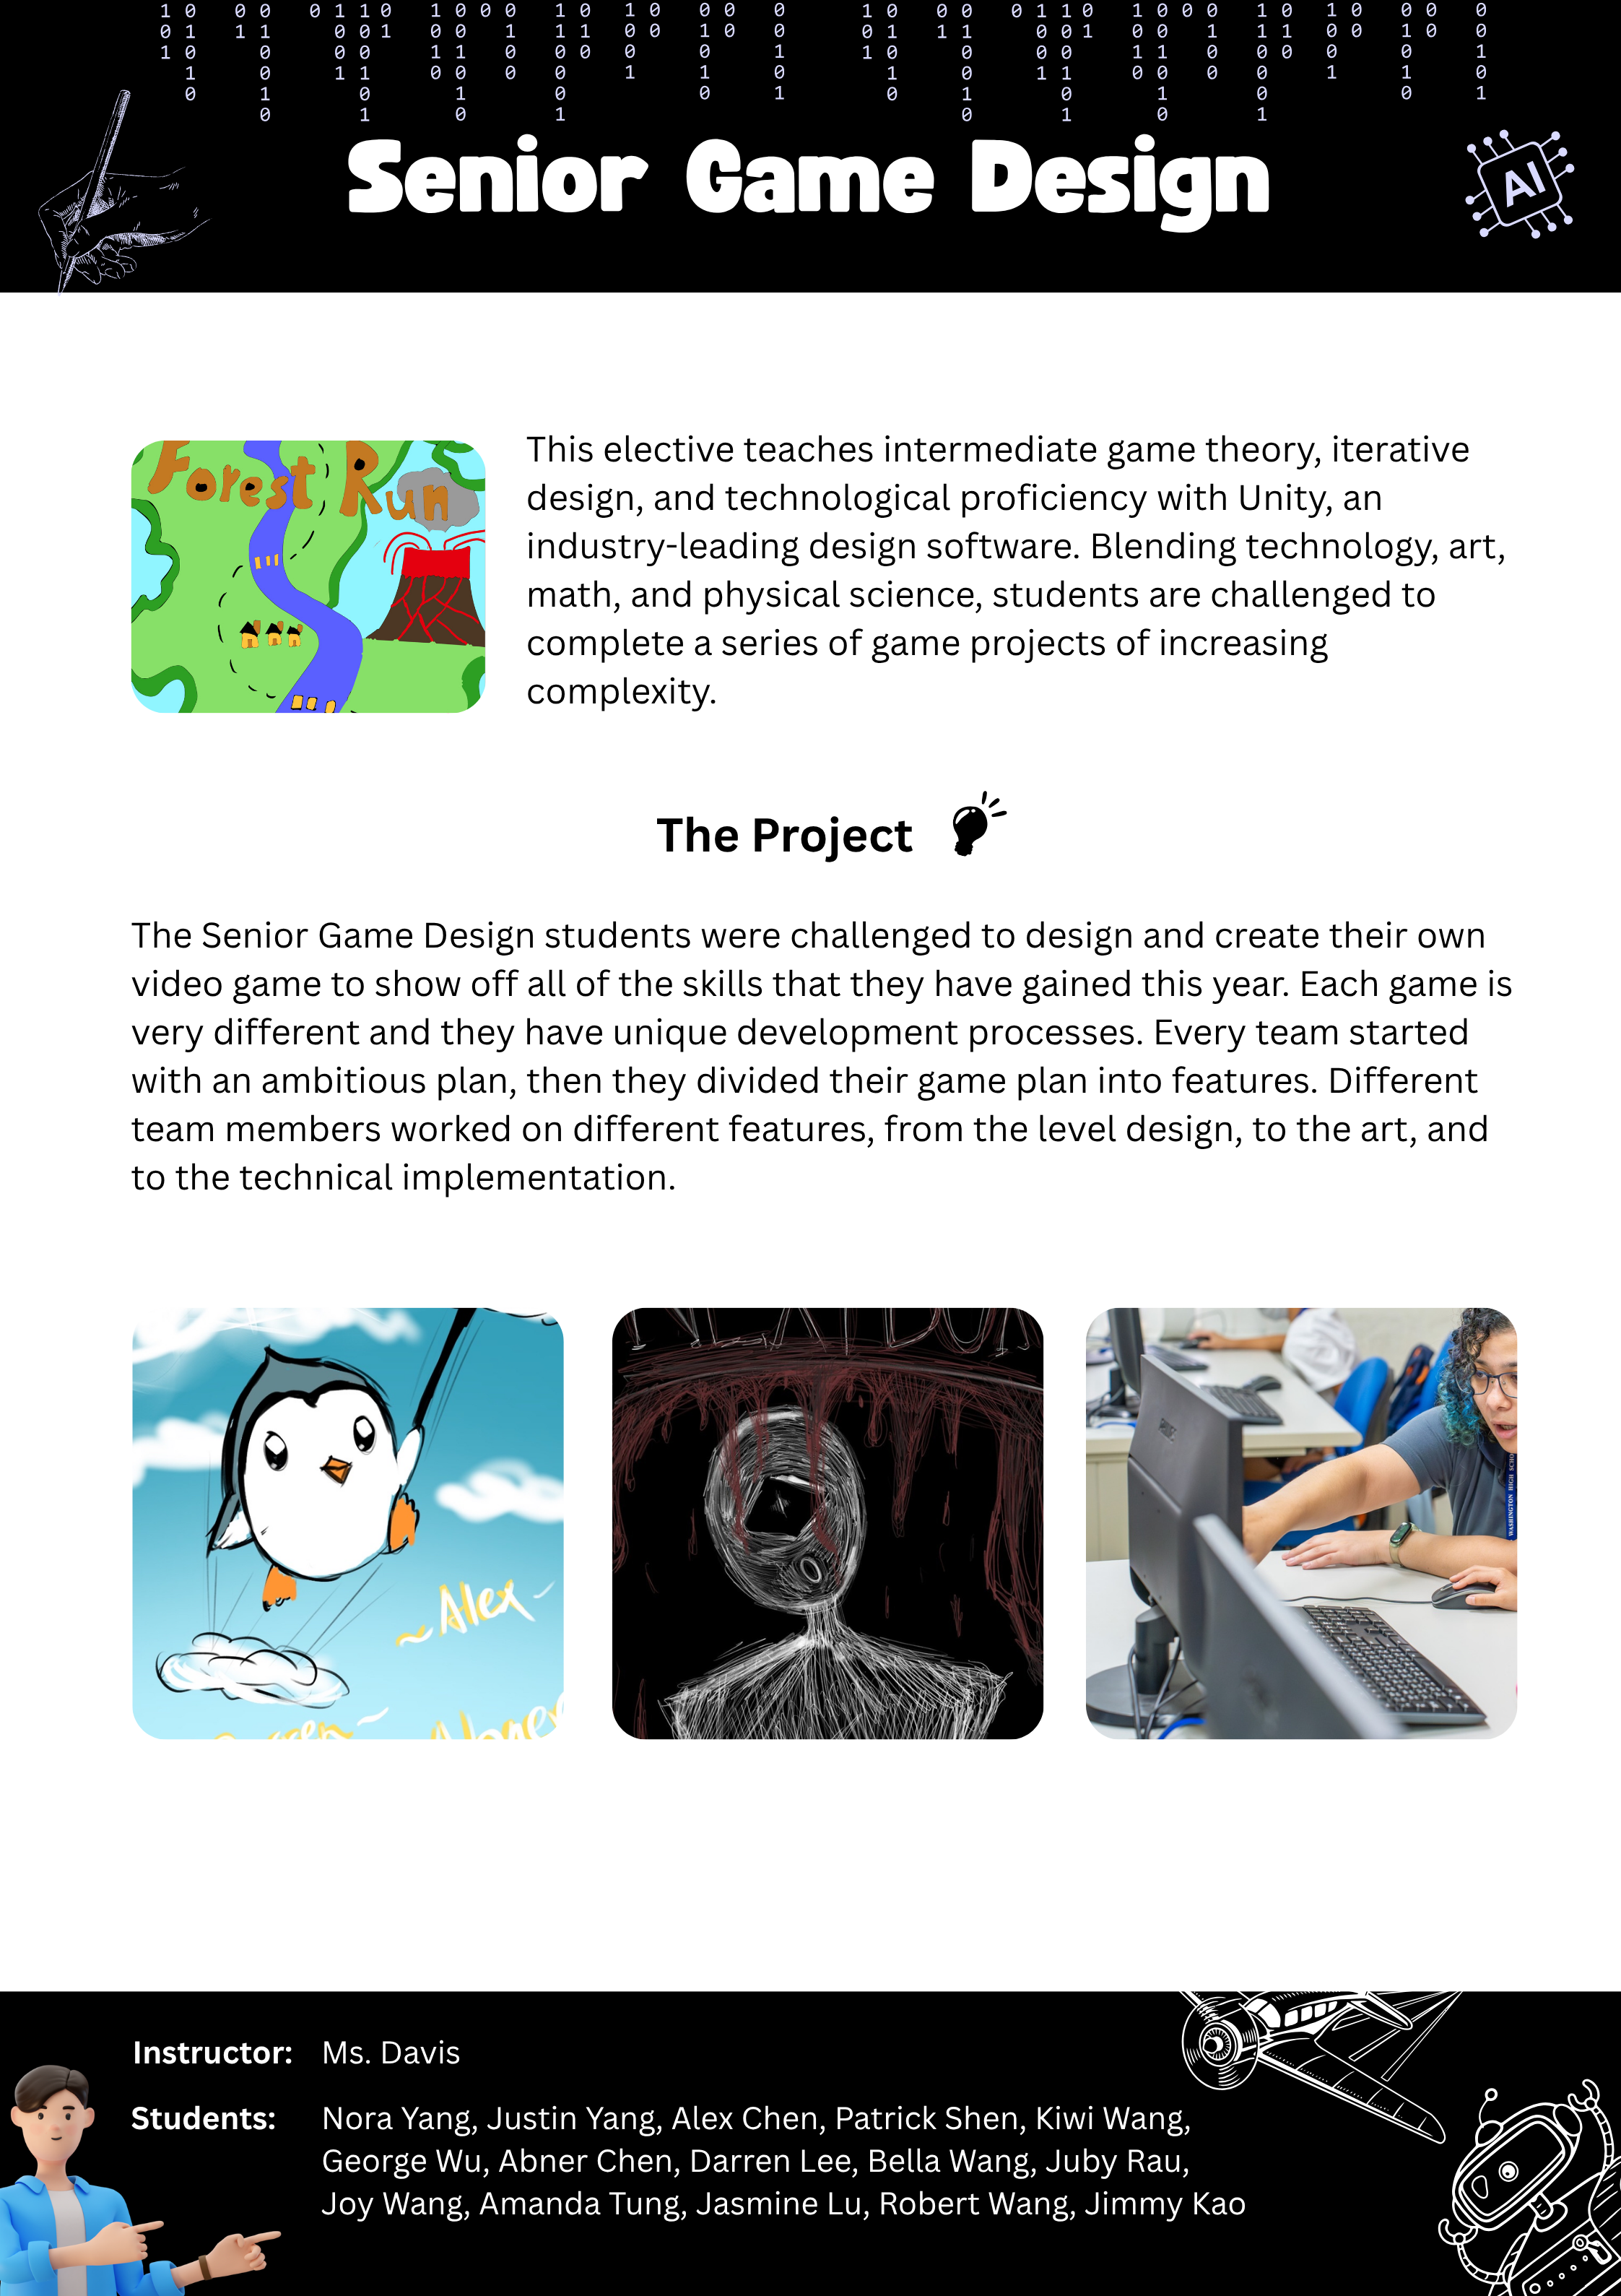 Senior Game Design
AI
Forest Run
This elective teaches intermediate game theory, iterative
design, and technological proficiency with Unity, an
industry-leading design software. Blending technology, art,
math, and physical science, students are challenged to
complete a series of game projects of increasing
complexity.
The Project
The Senior Game Design students were challenged to design and create their own
video game to show off all of the skills that they have gained this year. Each game is
very different and they have unique development processes. Every team started
with an ambitious plan, then they divided their game plan into features. Different
team members worked on different features, from the level design, to the art, and
to the technical implementation.
~Alex~
Abner
WASHINGTON HIGH SCHO
Instructor: Ms. Davis
Students: Nora Yang, Justin Yang, Alex Chen, Patrick Shen, Kiwi Wang,
George Wu, Abner Chen, Darren Lee, Bella Wang, Juby Rau,
Joy Wang, Amanda Tung, Jasmine Lu, Robert Wang, Jimmy Kao